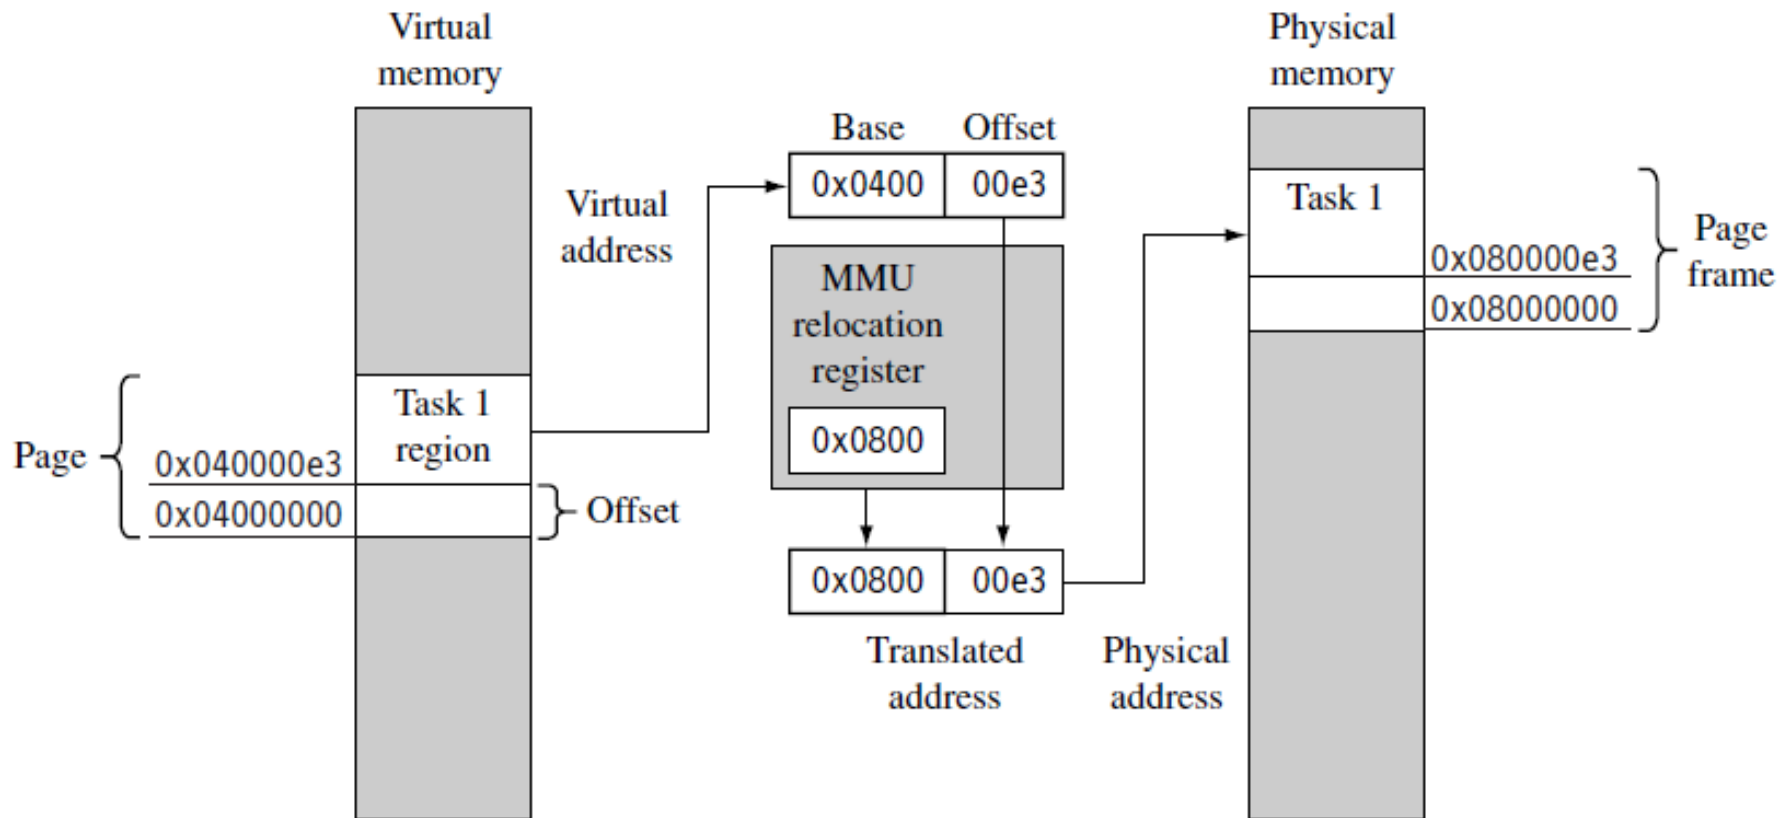 Virtual
memory
Physical
memory
Base
Offset
0x0400
00e3
Virtual
address
Task 1
0x080000e3
0x08000000
Page
frame
MMU
relocation
register
0x0800
Task 1
region
Page
0x040000e3
0x04000000
Offset
0x0800
00e3
Translated
address
Physical
address